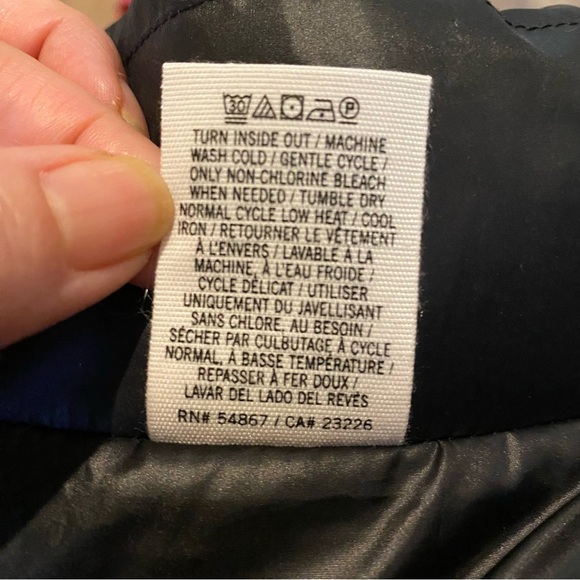 30 P
TURN INSIDE OUT / MACHINE
WASH COLD / GENTLE CYCLE /
ONLY NON-CHLORINE BLEACH
WHEN NEEDED / TUMBLE DRY
NORMAL CYCLE LOW HEAT / COOL
IRON / RETOURNER LE VÊTEMENT
À L'ENVERS / LAVABLE À LA
MACHINE, À L'EAU FROIDE /
CYCLE DÉLICAT / UTILISER
UNIQUEMENT DU JAVELLISANT
SANS CHLORE, AU BESOIN /
SÉCHER PAR CULBUTAGE À CYCLE
NORMAL, À BASSE TEMPÉRATURE /
REPASSER À FER DOUX /
LAVAR DEL LADO DEL REVÉS
RN# 54867 / CA# 23226